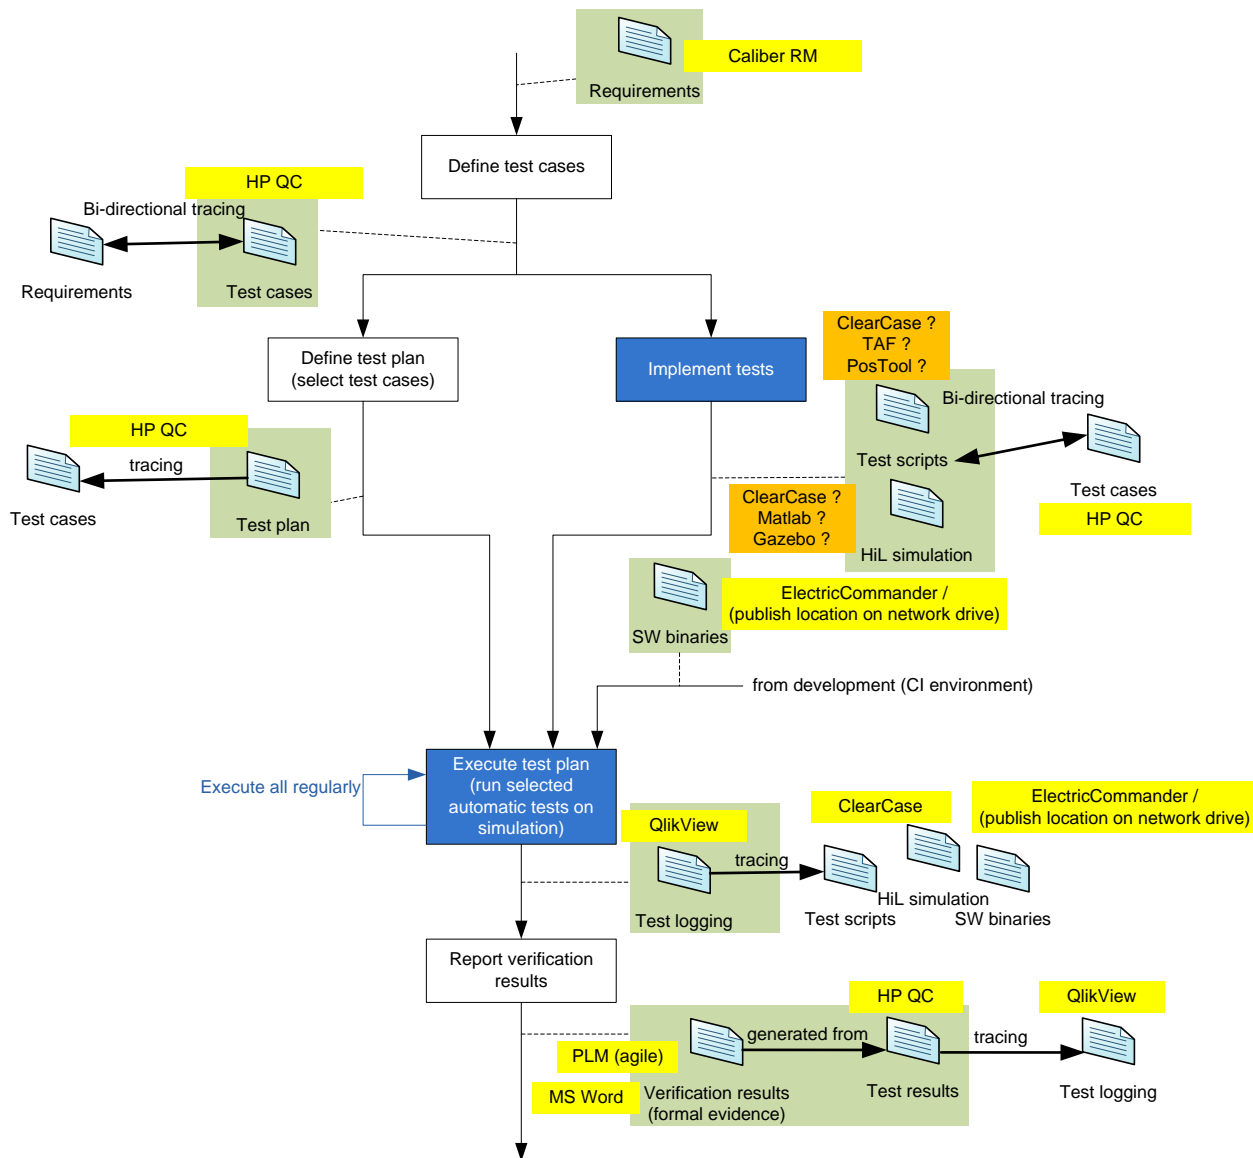 Caliber RM
Requirements
Define test cases
HP QC
Bi-directional tracing
Requirements
Test cases
Define test plan
(select test cases)
Implement tests
ClearCase ?
TAF ?
PosTool ?
Bi-directional tracing
Test scripts
Test cases
HP QC
HP QC
tracing
Test cases
Test plan
ClearCase ?
Matlab ?
Gazebo ?
HiL simulation
ElectricCommander /
(publish location on network drive)
SW binaries
from development (CI environment)
Execute test plan
(run selected
automatic tests on
simulation)
Execute all regularly
QlikView
tracing
Test logging
ClearCase
ElectricCommander /
(publish location on network drive)
HiL simulation
Test scripts
SW binaries
Report verification
results
HP QC
QlikView
generated from
tracing
PLM (agile)
MS Word
Verification results
(formal evidence)
Test results
Test logging